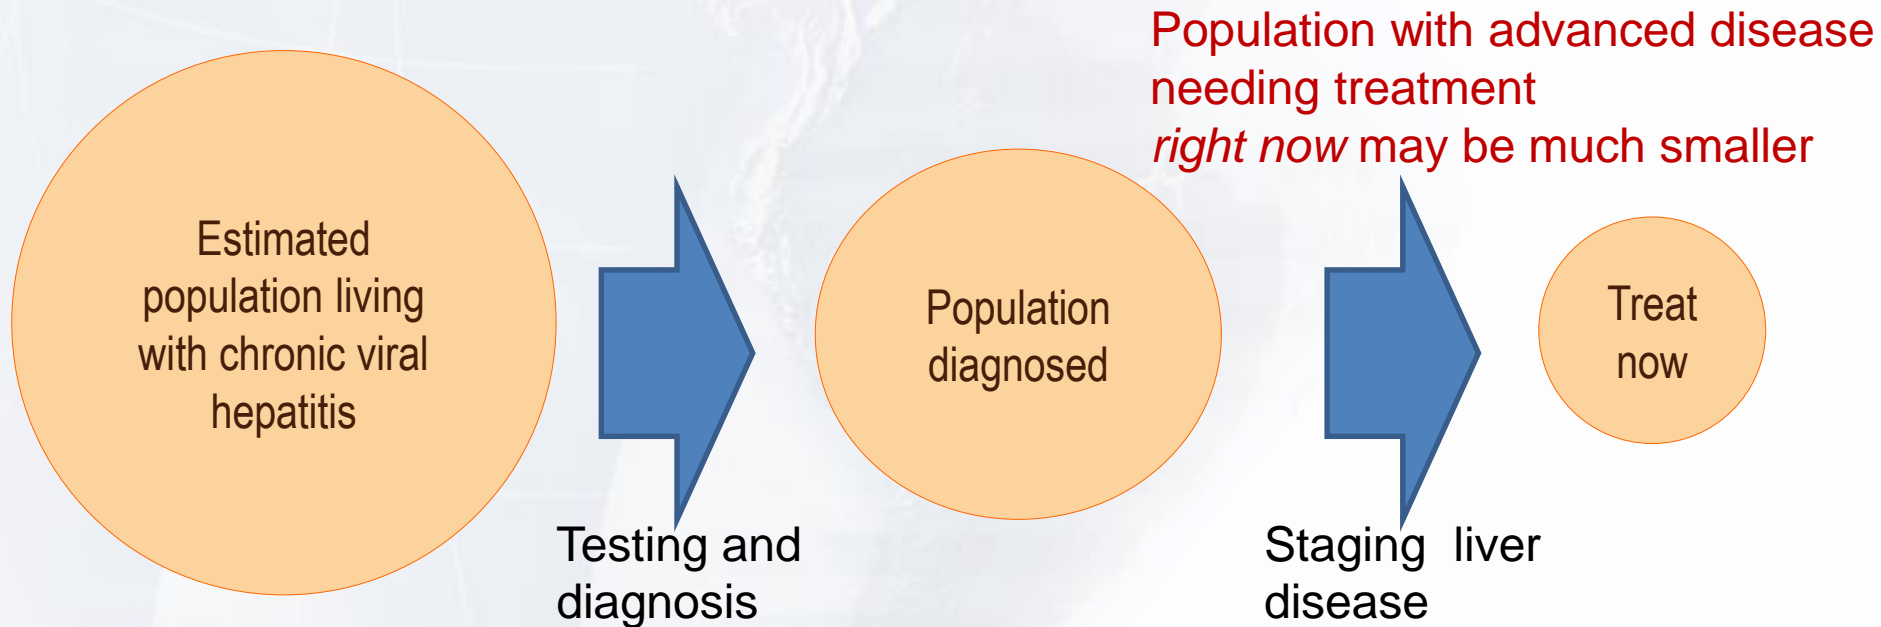 Population with advanced disease
needing treatment
right now may be much smaller
Estimated
population living
with chronic viral
hepatitis
Testing and
diagnosis
Population
diagnosed
Staging liver
disease
Treat
now